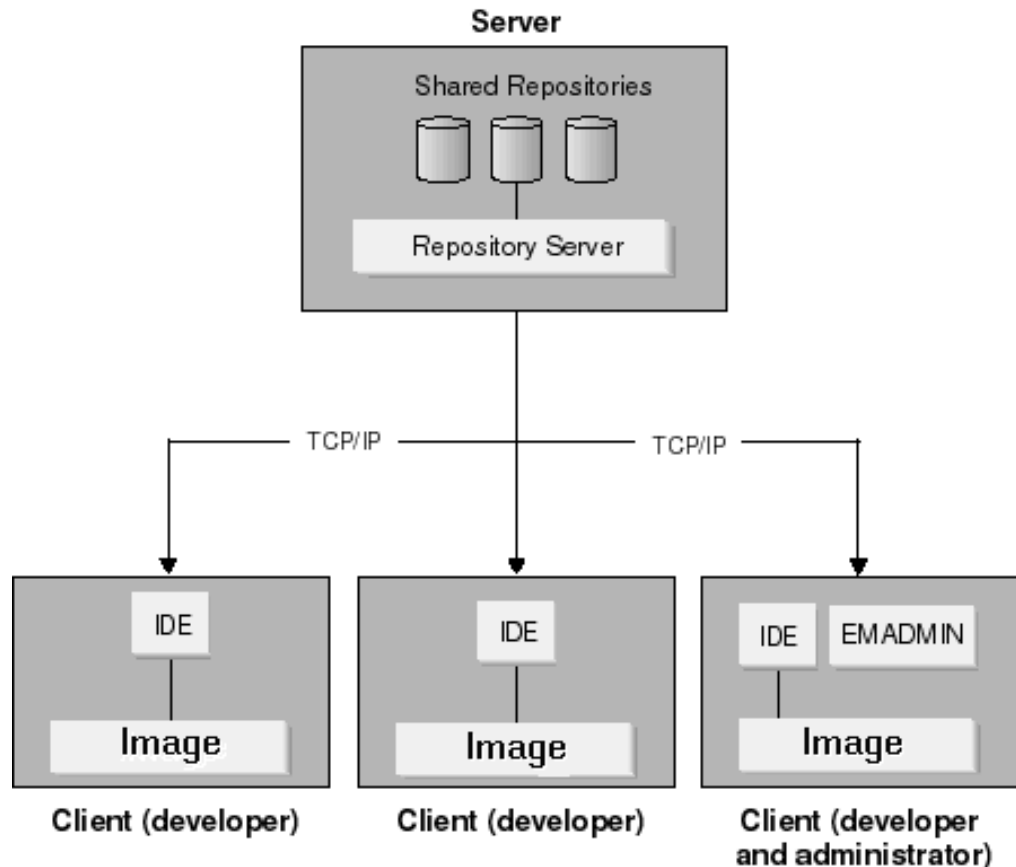 Server
Shared Repositories
Repository Server
TCP/IP
TCP/IP
IDE
Image
Client (developer)
IDE
Image
Client (developer)
IDE
EMADMIN
Image
Client (developer
and administrator)